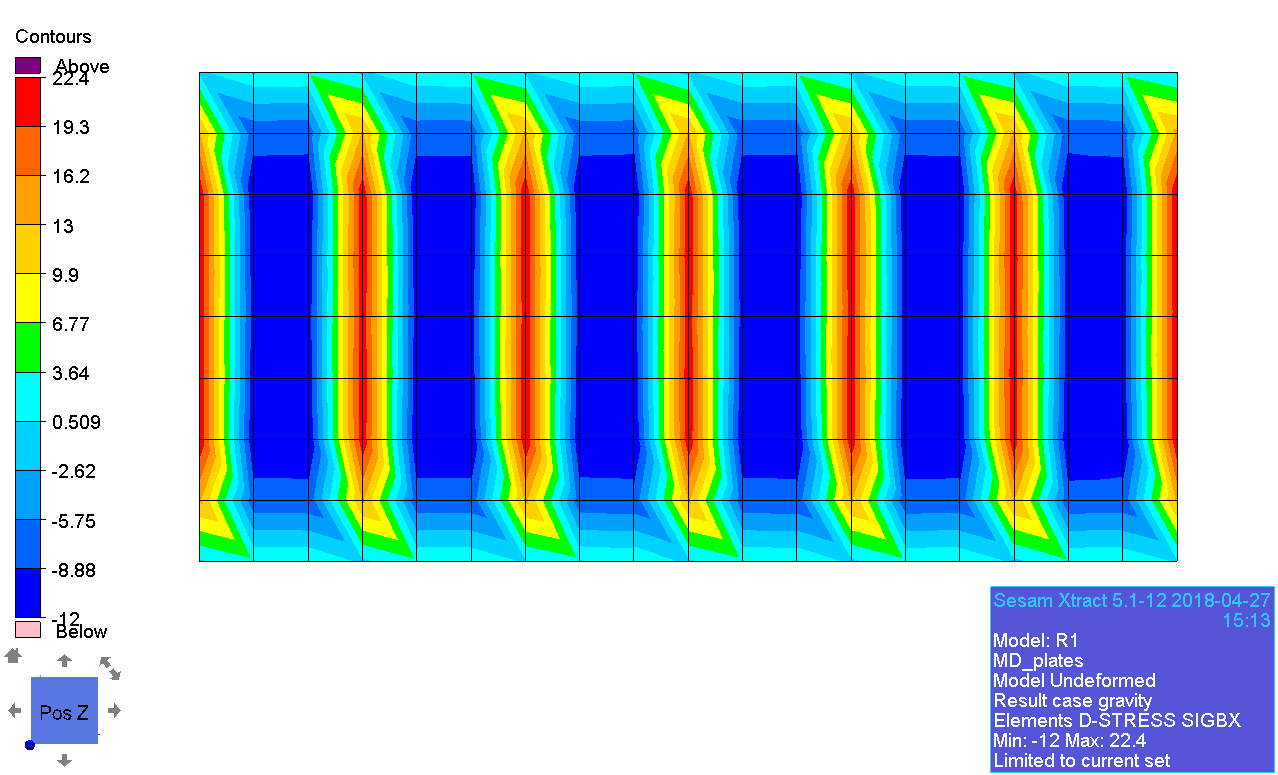 Contours
Above
22.4
19.3
16.2
13
9.9
6.77
3.64
0.509
-2.62
-5.75
-8.88
-12
Below
Pos Z
Sesam Xtract 5.1-12 2018-04-27
15:13
Model: R1
MD_plates
Model Undeformed
Result case gravity
Elements D-STRESS SIGBX
Min: -12 Max: 22.4
Limited to current set